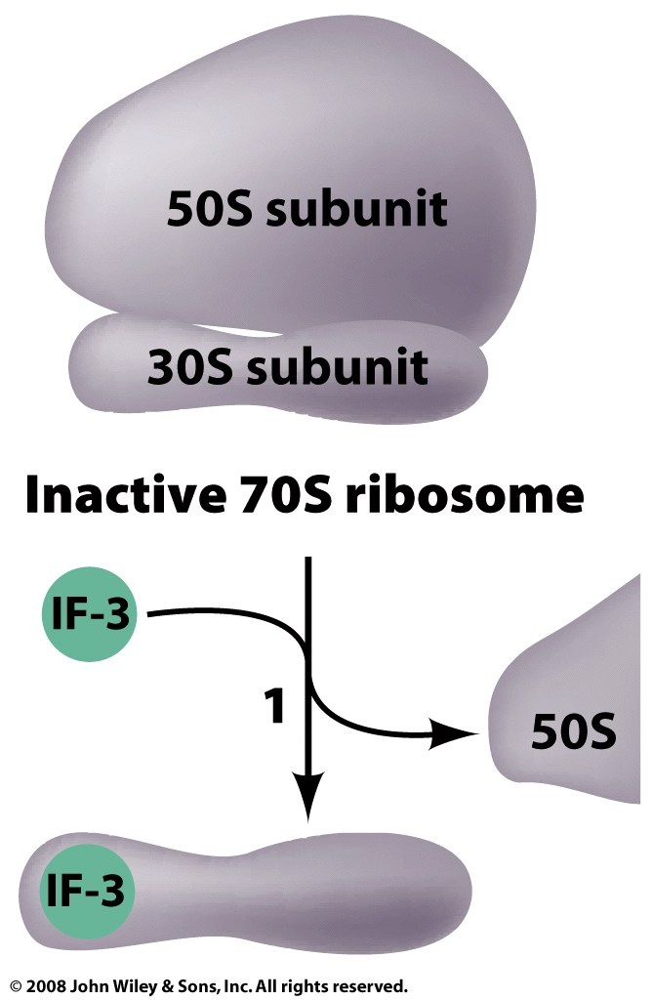 50S subunit
30S subunit
Inactive 70S ribosome
IF-3
1
50S
IF-3
© 2008 John Wiley & Sons, Inc. All rights reserved.